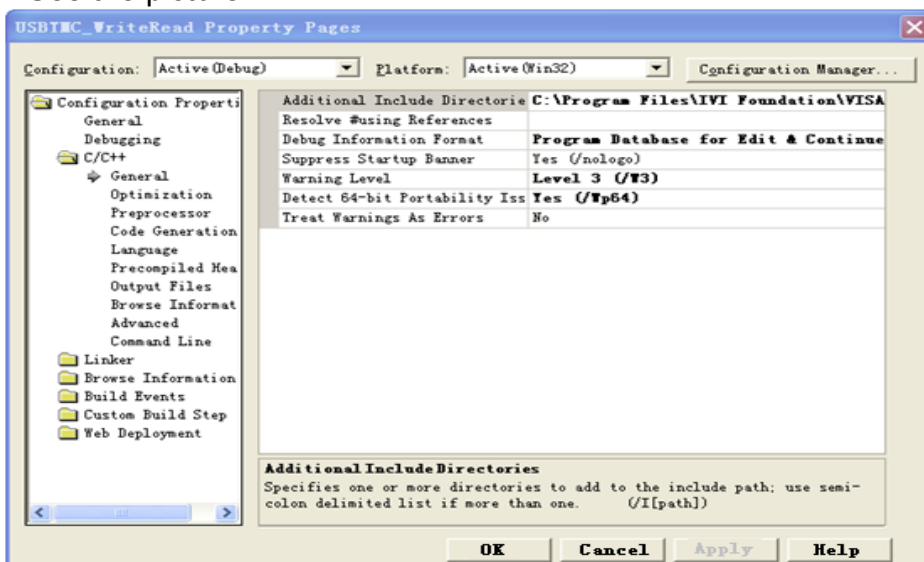 USBTMC_WriteRead Property Pages
Configuration: Active(Debug) Platform: Active(Win32) Configuration Manager...
Configuration Properti
General
Debugging
C/C++
General
Optimization
Preprocessor
Code Generation
Language
Precompiled Hea
Output Files
Browse Informat
Advanced
Command Line
Linker
Browse Information
Build Events
Custom Build Step
Web Deployment
Additional Include Directorie C:\Program Files\IVI Foundation\VISA
Resolve #using References
Debug Information Format Program Database for Edit & Continue
Suppress Startup Banner Yes (/nologo)
Warning Level Level 3 (/W3)
Detect 64-bit Portability Iss Yes (/Wp64)
Treat Warnings As Errors No
Additional Include Directories
Specifies one or more directories to add to the include path; use semi-
colon delimited list if more than one. (/I[path])
OK Cancel Apply Help